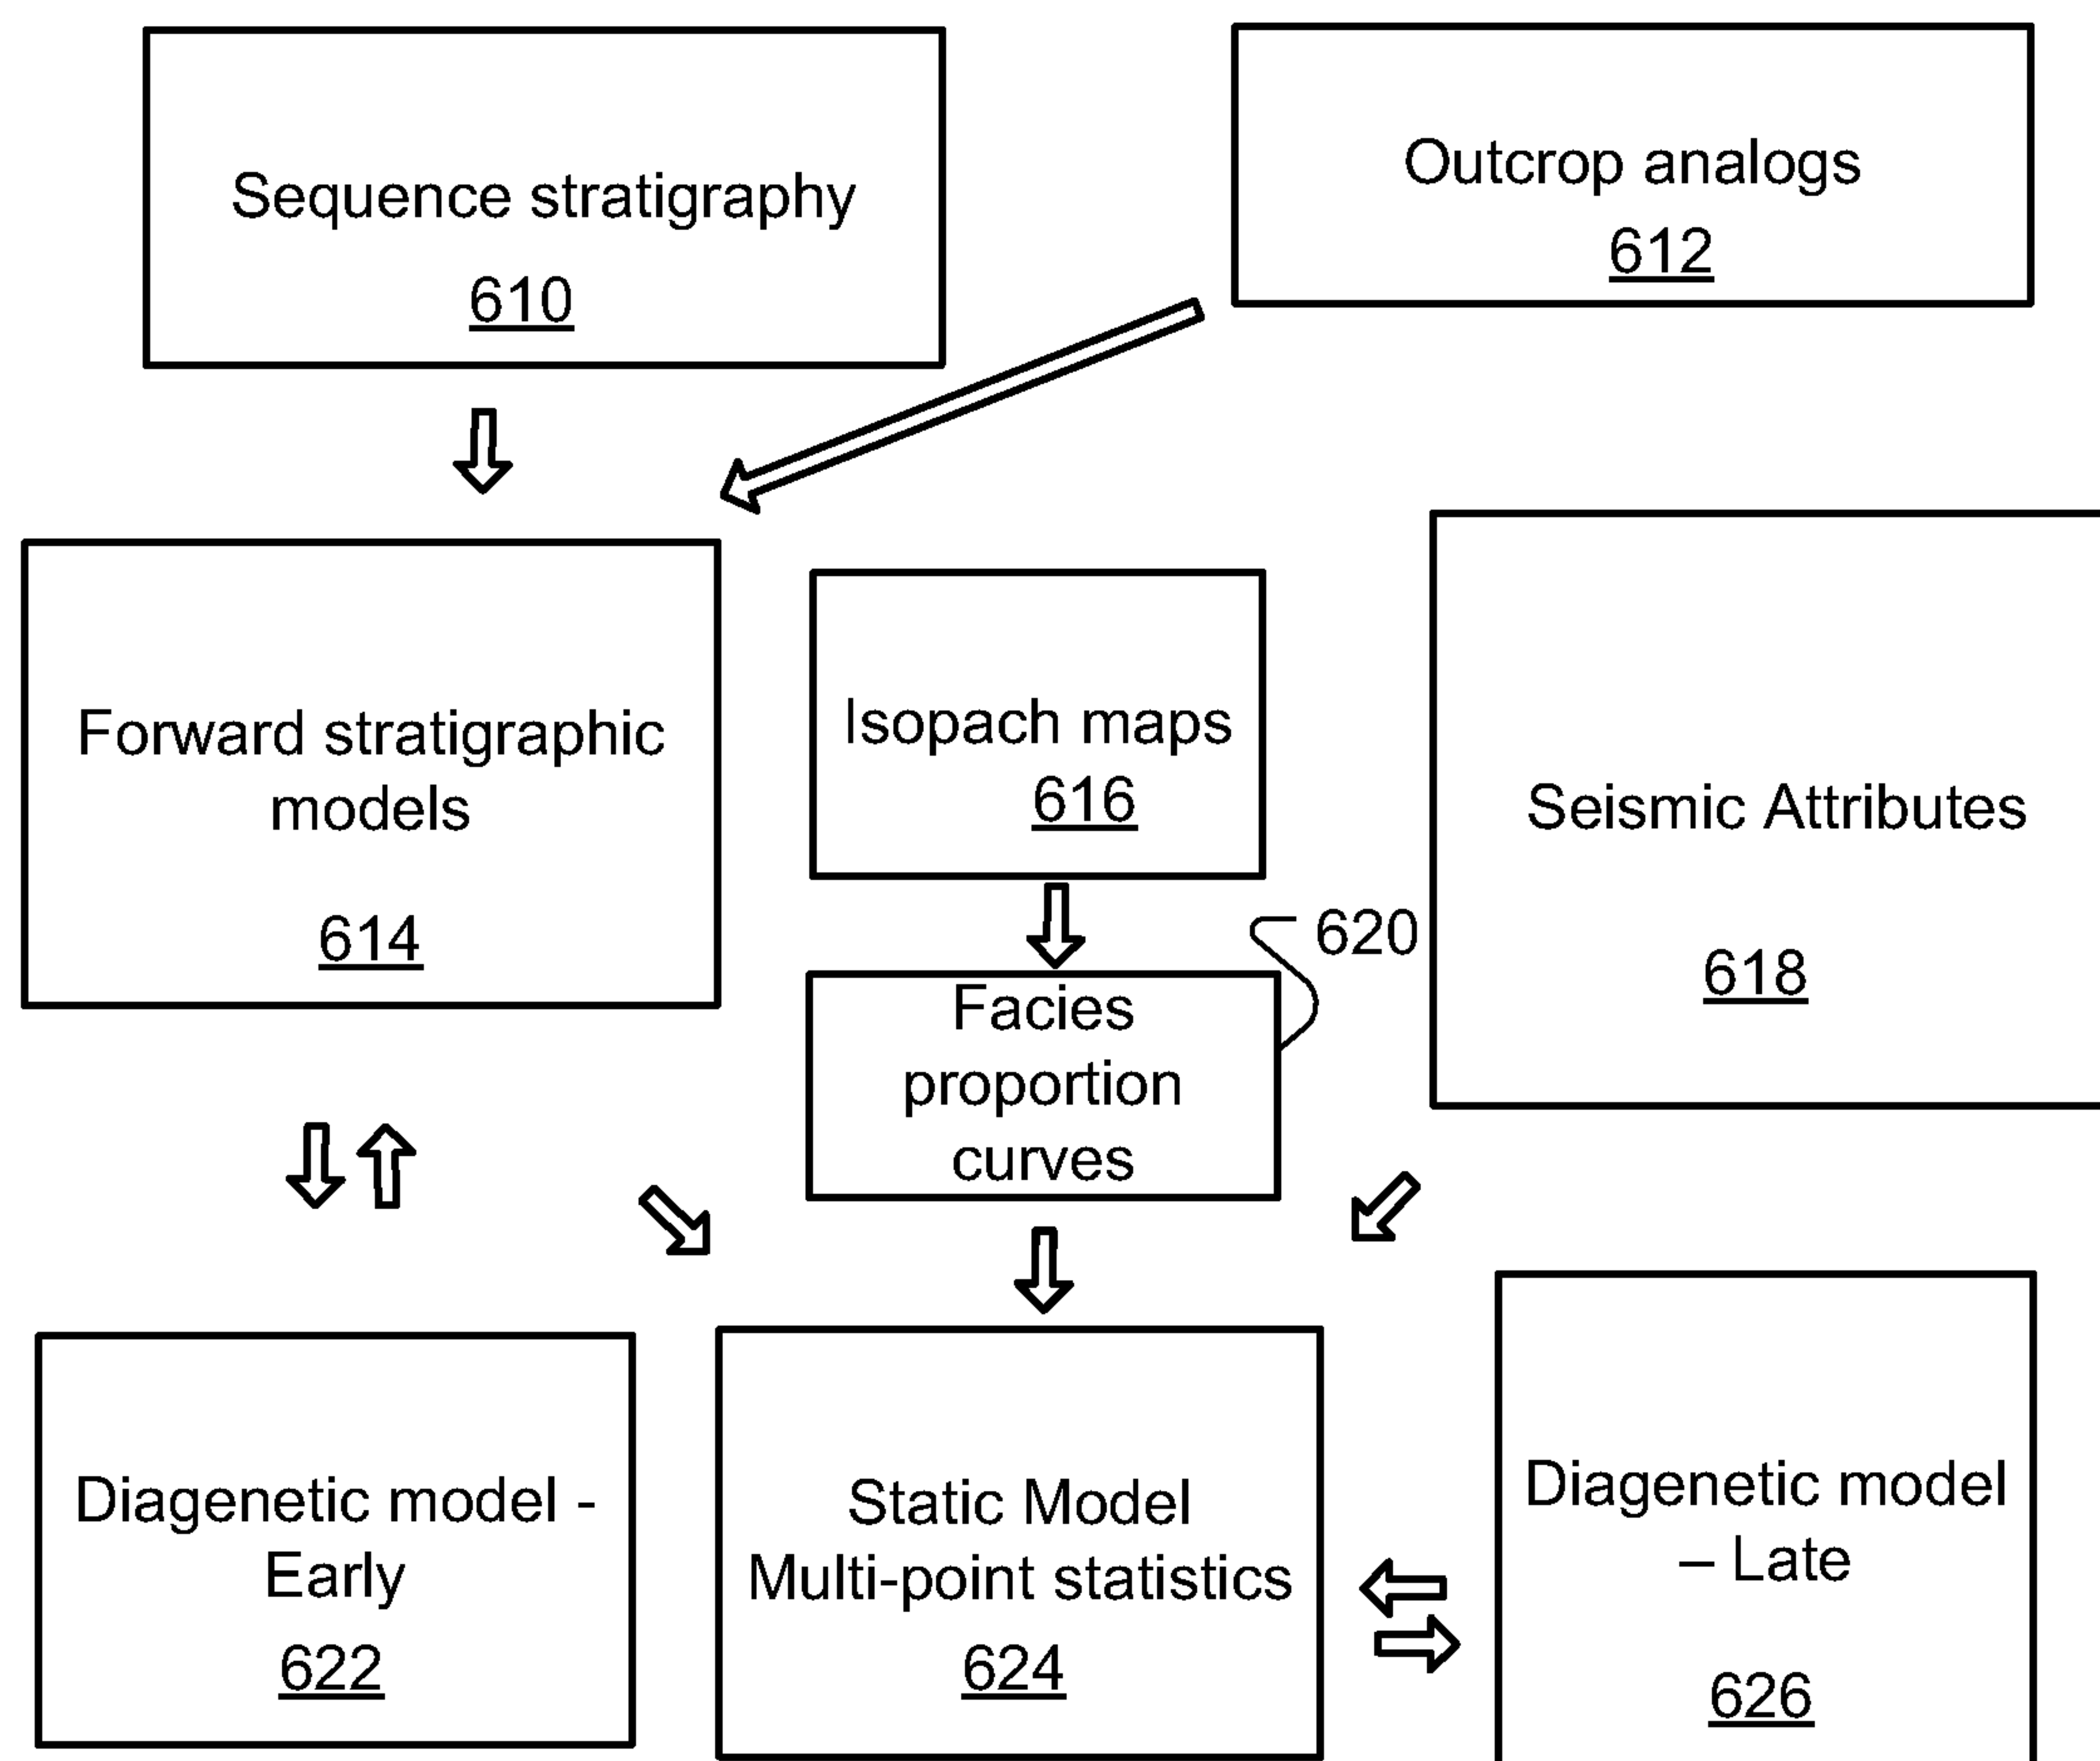 Sequence stratigraphy
610
Outcrop analogs
612
Forward stratigraphic
models
614
Isopach maps
616
Seismic Attributes
618
620
Facies
proportion
curves
Diagenetic model -
Early
622
Static Model
Multi-point statistics
624
Diagenetic model
– Late
626